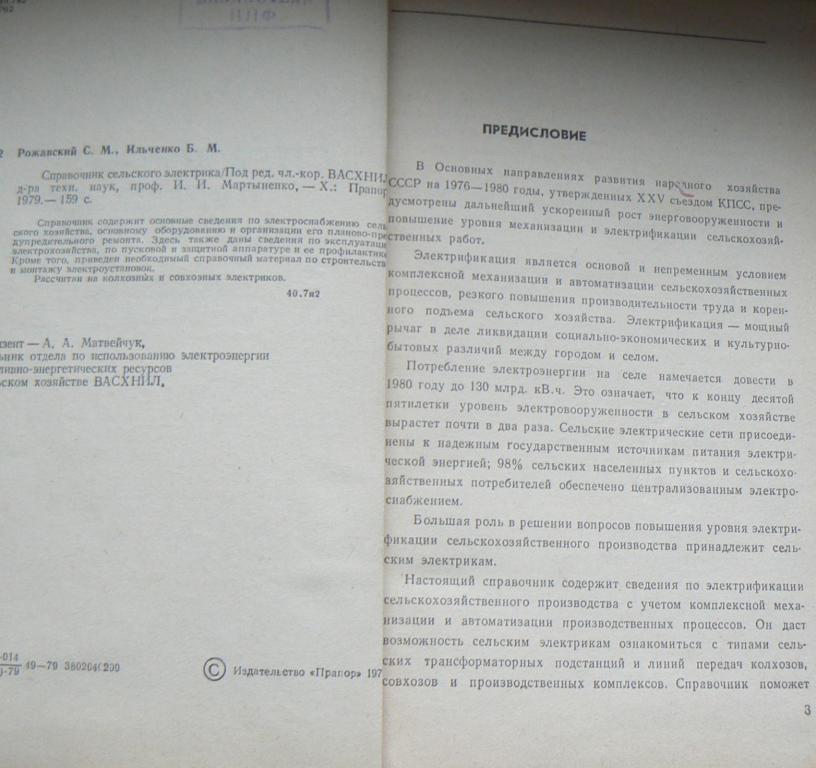 Рожавский С. М., Ильченко Б. М.
Справочник сельского электрика/Под ред. чл.-кор. ВАСХНИЛ
д-ра техн. наук, проф. И. И. Мартыненко, — Х.: Прапор
1979.— 159 с.
Справочник содержит основные сведения по электроснабжению сель
ского хозяйства, основному оборудованию и организации его планово-пре
дупредительного ремонта. Здесь также даны сведения по эксплуатации
электрохозяйства, по пусковой и защитной аппаратуре и ее профилактике
Кроме того, приведен необходимый справочный материал по строительств
и монтажу электроустановок.
Рассчитан на колхозных и совхозных электриков.
40.7я2
зент — А. А. Матвейчук,
ник отдела по использованию электроэнергии
ливно-энергетических ресурсов
ском хозяйстве ВАСХНИЛ.
-014
-79 49—79 3802040200
© Издательство «Прапор» 197
ПРЕДИСЛОВИЕ
В Основных направлениях развития народного хозяйства
СССР на 1976—1980 годы, утвержденных XXV съездом КПСС, пре-
дусмотрены дальнейший ускоренный рост энерговооруженности и
повышение уровня механизации и электрификации сельскохозяй-
ственных работ.
Электрификация является основой и непременным условием
комплексной механизации и автоматизации сельскохозяйственных
процессов, резкого повышения производительности труда и корен-
ного подъема сельского хозяйства. Электрификация — мощный
рычаг в деле ликвидации социально-экономических и культурно-
бытовых различий между городом и селом.
Потребление электроэнергии на селе намечается довести в
1980 году до 130 млрд. кВ.ч. Это означает, что к концу десятой
пятилетки уровень электровооруженности в сельском хозяйстве
вырастет почти в два раза. Сельские электрические сети присоеди-
нены к надежным государственным источникам питания электри-
ческой энергией; 98% сельских населенных пунктов и сельскохо-
зяйственных потребителей обеспечено централизованным электро-
снабжением.
Большая роль в решении вопросов повышения уровня электри-
фикации сельскохозяйственного производства принадлежит сель-
ским электрикам.
Настоящий справочник содержит сведения по электрификации
сельскохозяйственного производства с учетом комплексной меха-
низации и автоматизации производственных процессов. Он даст
возможность сельским электрикам ознакомиться с типами сель-
ских трансформаторных подстанций и линий передач колхозов,
совхозов и производственных комплексов. Справочник поможет
3